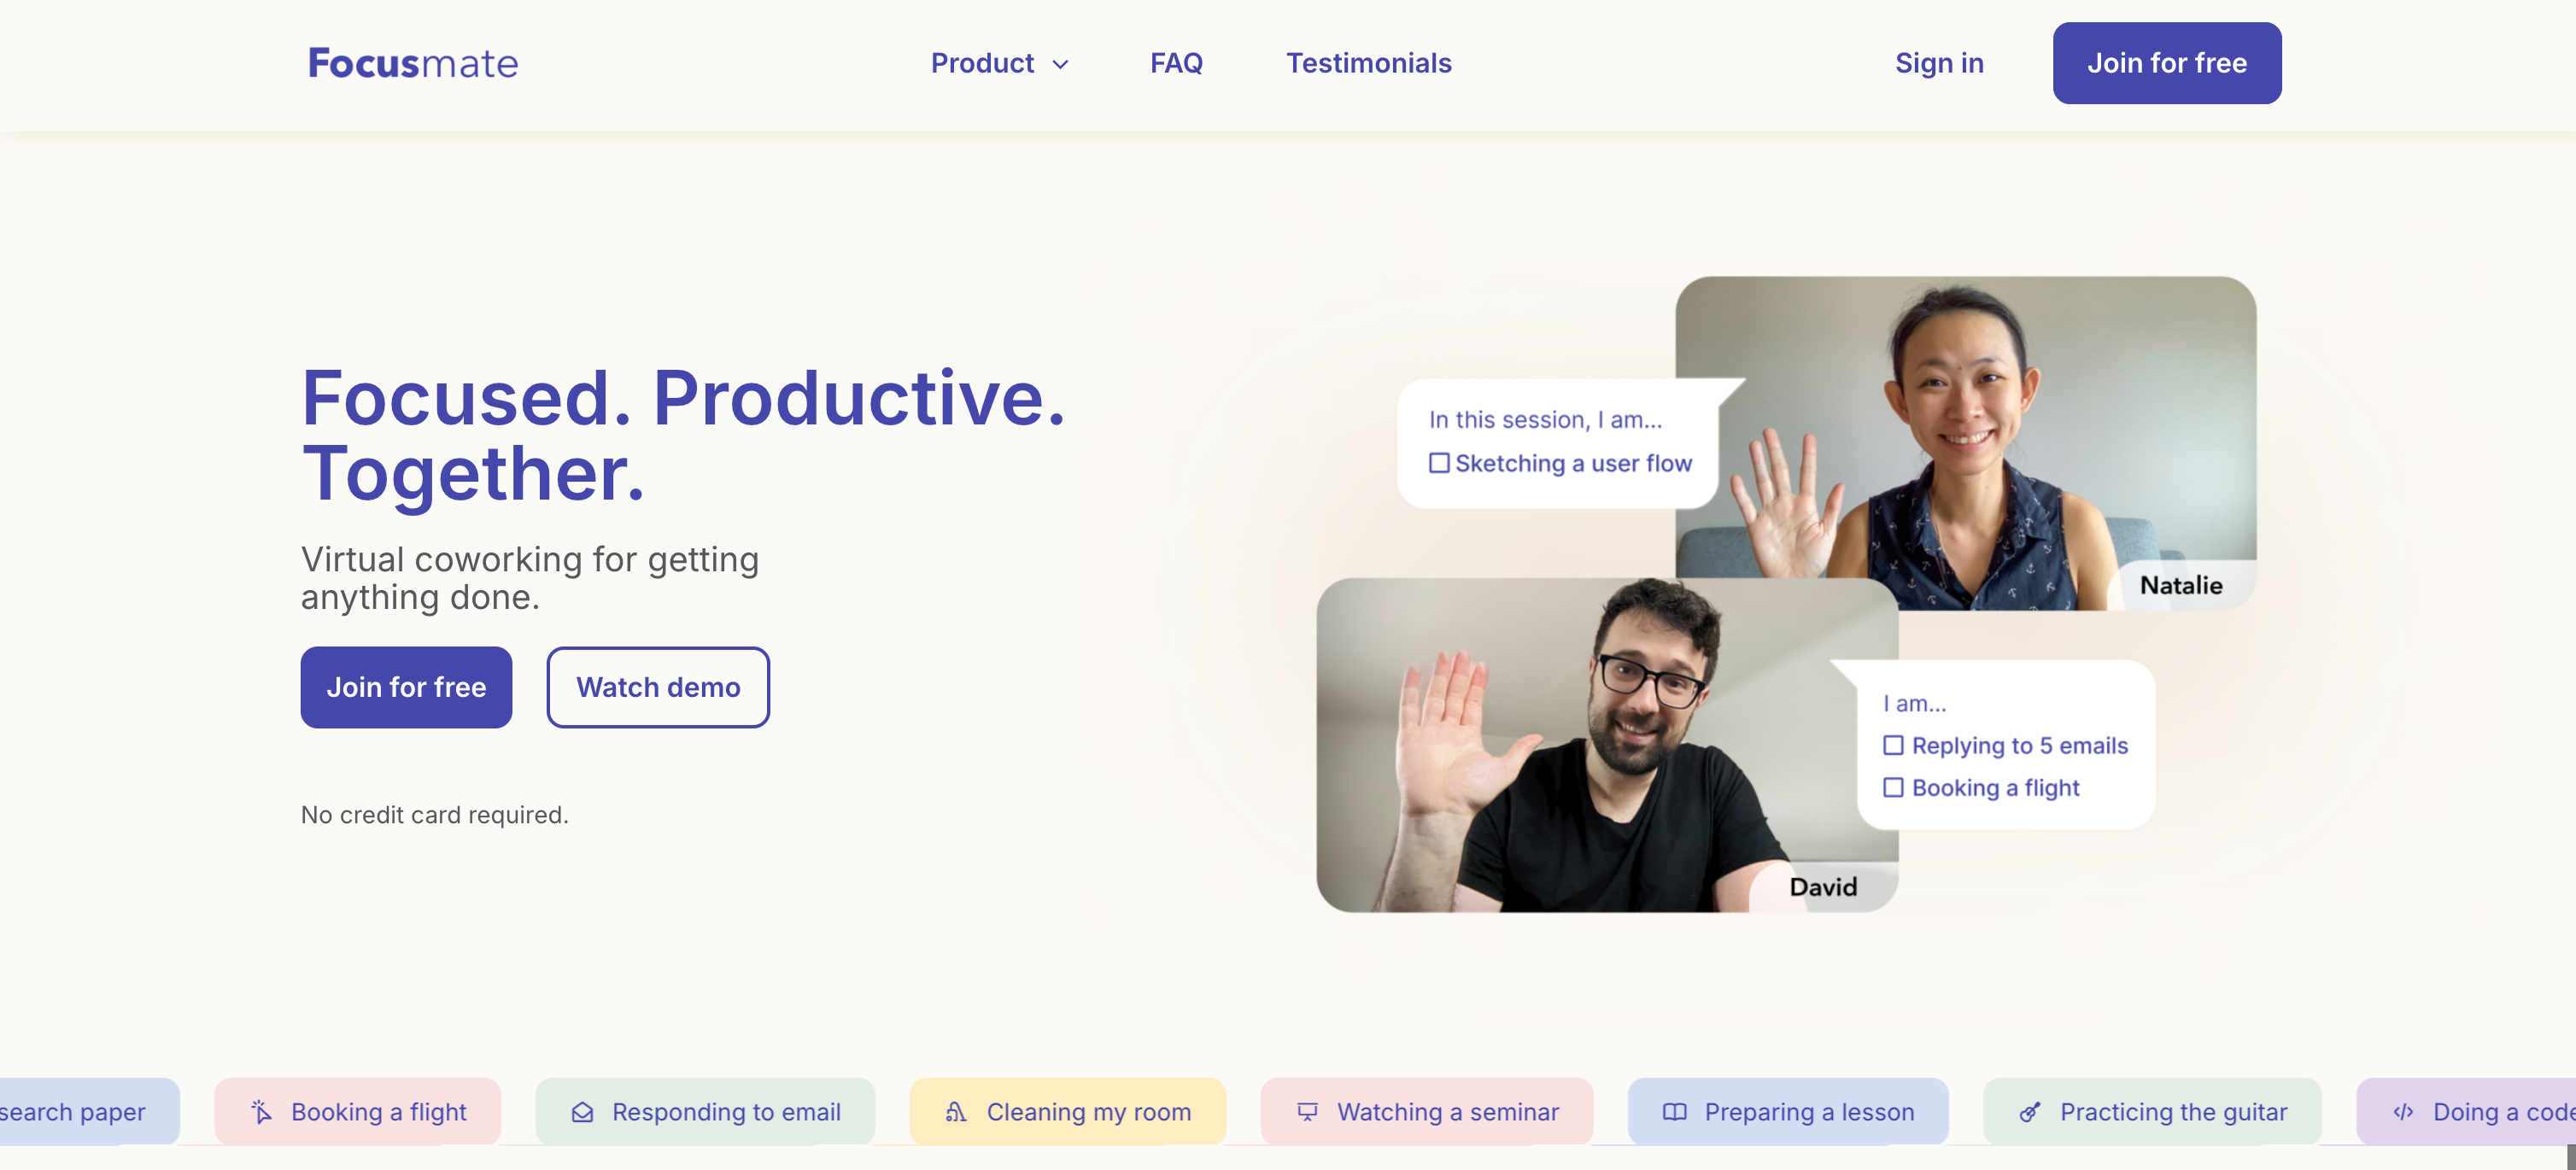 Focusmate
Product
FAQ
Testimonials
Sign in
Join for free
Focused. Productive.
Together.
Virtual coworking for getting
anything done.
Join for free
Watch demo
No credit card required.
In this session, I am...
Sketching a user flow
Natalie
I am...
Replying to 5 emails
Booking a flight
David
search paper
Booking a flight
Responding to email
Cleaning my room
Watching a seminar
Preparing a lesson
Practicing the guitar
Doing a code